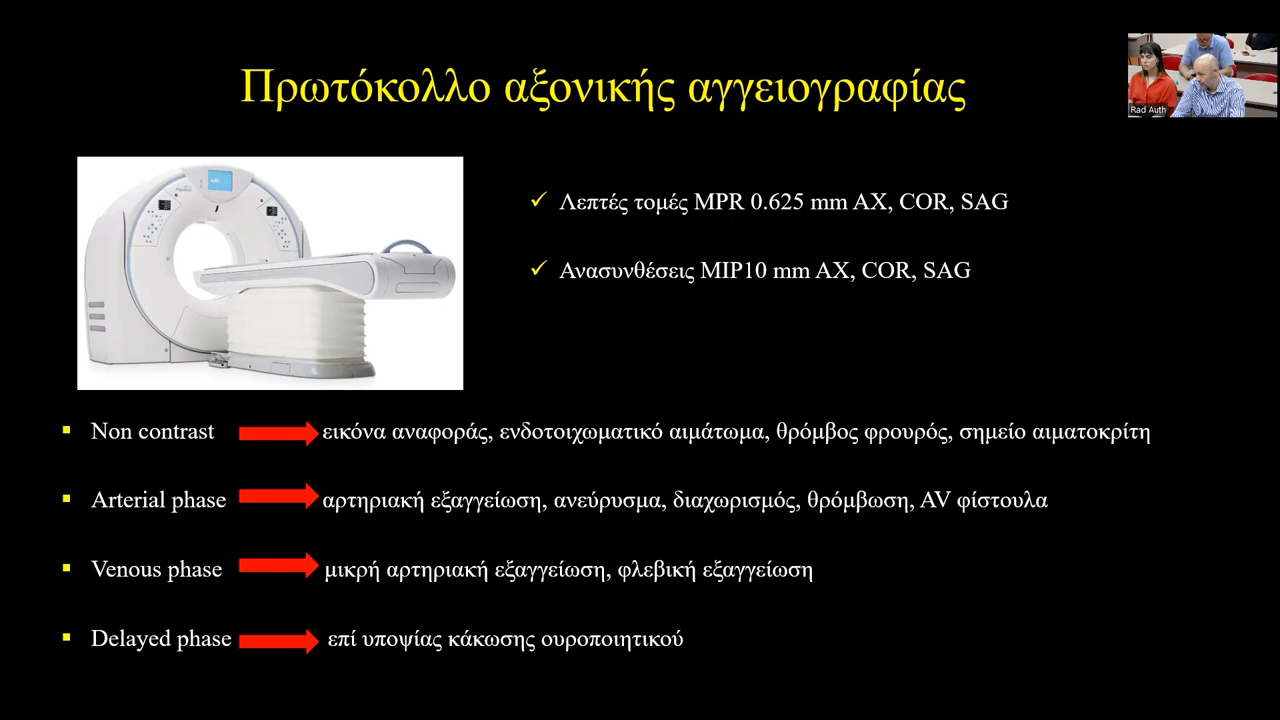 Πρωτόκολλο αξονικής αγγειογραφίας
Rad Auth
✓ Λεπτές τομές MPR 0.625 mm AX, COR, SAG
✓ Ανασυνθέσεις MIP10 mm AX, COR, SAG
▪ Non contrast εικόνα αναφοράς, ενδοτοιχωματικό αιμάτωμα, θρόμβος φρουρός, σημείο αιματοκρίτη
▪ Arterial phase αρτηριακή εξαγγείωση, ανεύρυσμα, διαχωρισμός, θρόμβωση, AV φίστουλα
▪ Venous phase μικρή αρτηριακή εξαγγείωση, φλεβική εξαγγείωση
▪ Delayed phase επί υποψίας κάκωσης ουροποιητικού